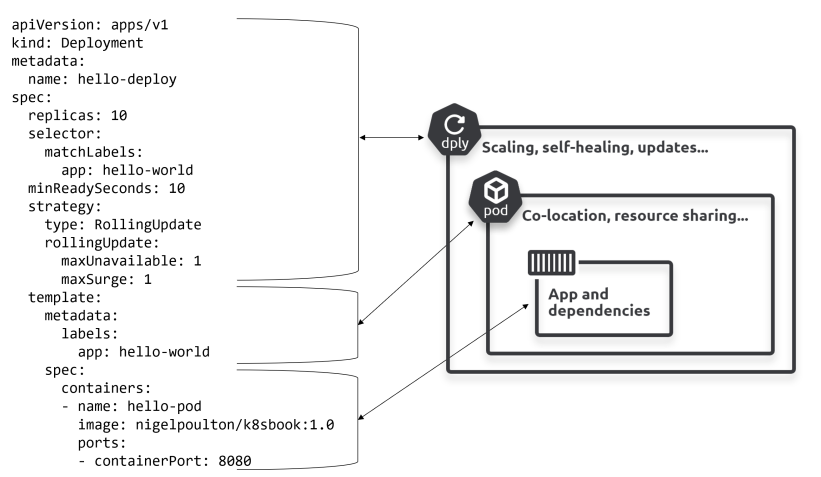 apiVersion: apps/v1
kind: Deployment
metadata:
  name: hello-deploy
spec:
  replicas: 10
  selector:
    matchLabels:
      app: hello-world
  minReadySeconds: 10
  strategy:
    type: RollingUpdate
    rollingUpdate:
      maxUnavailable: 1
      maxSurge: 1
  template:
    metadata:
      labels:
        app: hello-world
    spec:
      containers:
      - name: hello-pod
        image: nigelpoulton/k8sbook:1.0
        ports:
        - containerPort: 8080
dply
Scaling, self-healing, updates...
pod
Co-location, resource sharing...
App and
dependencies